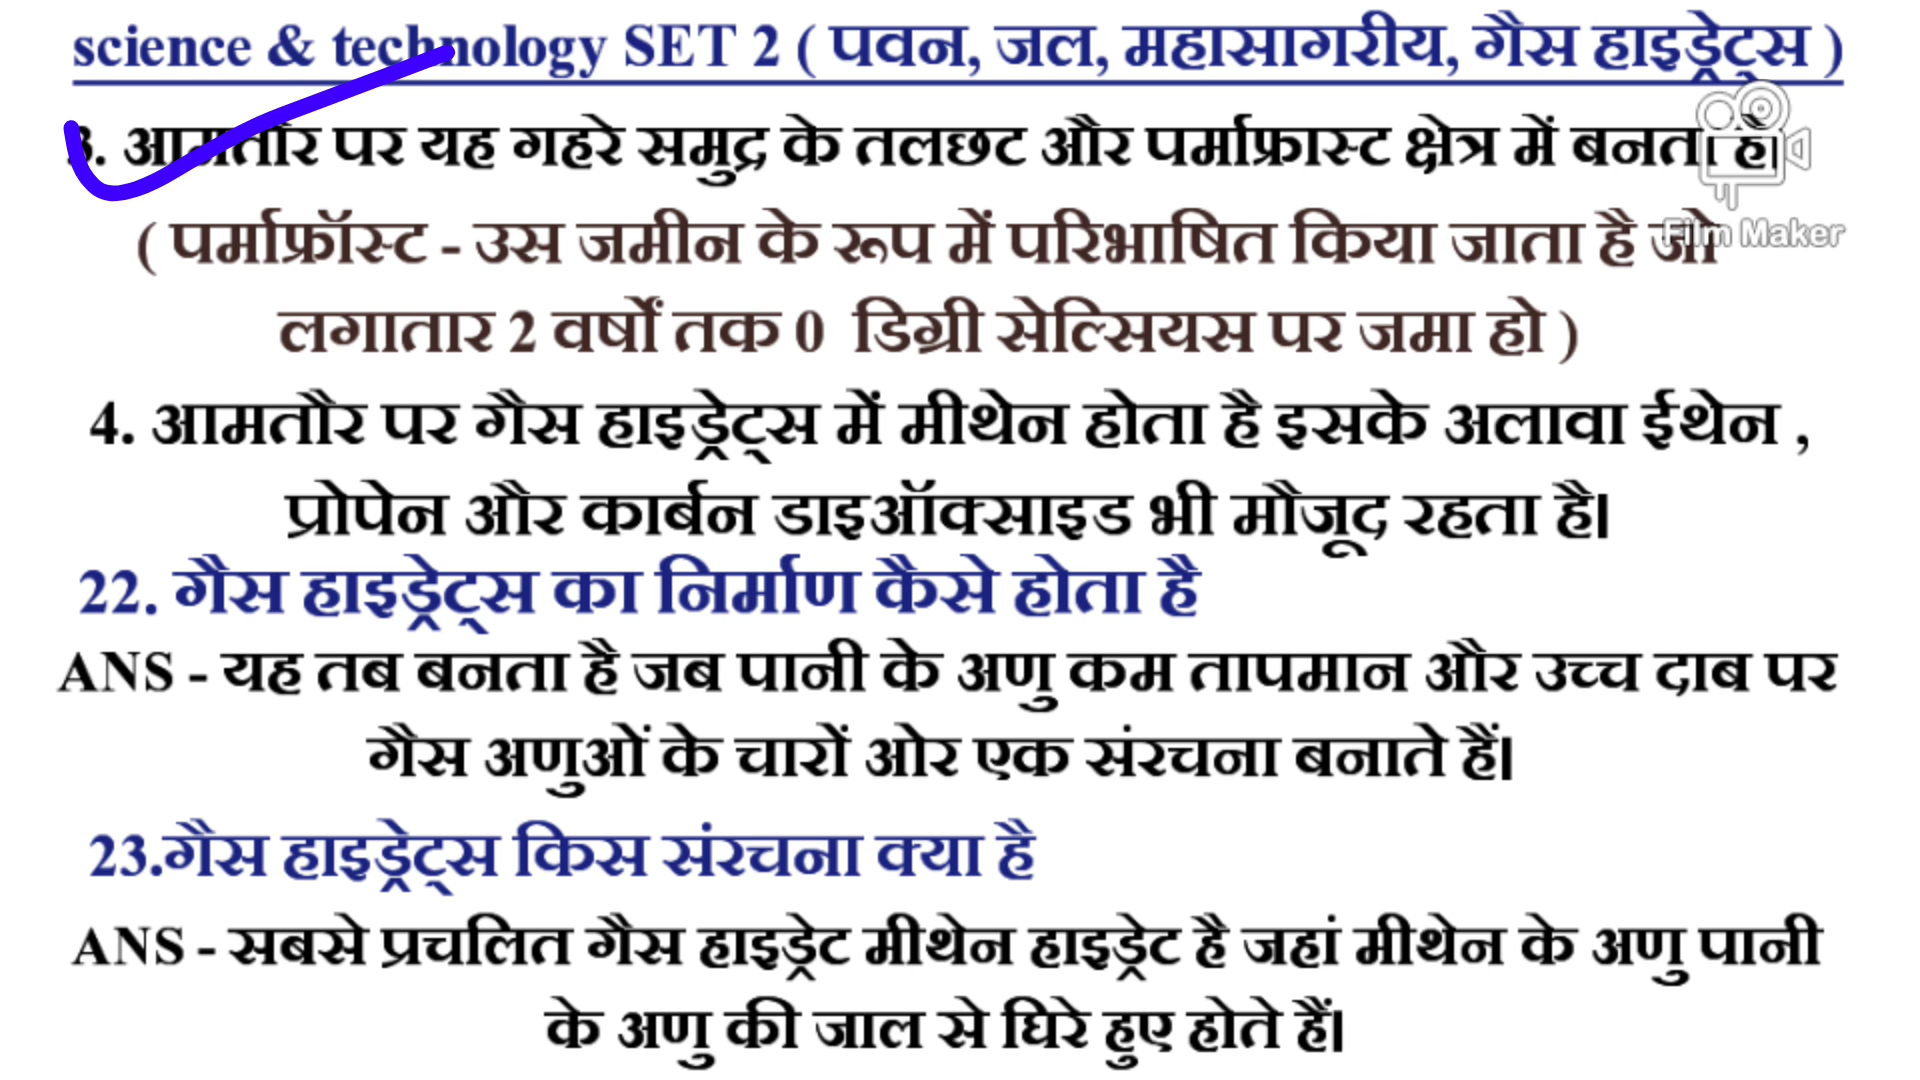 science & technology SET 2 ( पवन, जल, महासागरीय, गैस हाइड्रेट्स )
3. आमतौर पर यह गहरे समुद्र के तलछट और पर्माफ्रास्ट क्षेत्र में बनता है।
( पर्माफ्रॉस्ट - उस जमीन के रूप में परिभाषित किया जाता है जो
Film Maker
लगातार 2 वर्षों तक 0 डिग्री सेल्सियस पर जमा हो )
4. आमतौर पर गैस हाइड्रेट्स में मीथेन होता है इसके अलावा ईथेन ,
प्रोपेन और कार्बन डाइऑक्साइड भी मौजूद रहता है।
22. गैस हाइड्रेट्स का निर्माण कैसे होता है
ANS - यह तब बनता है जब पानी के अणु कम तापमान और उच्च दाब पर
गैस अणुओं के चारों ओर एक संरचना बनाते हैं।
23.गैस हाइड्रेट्स किस संरचना क्या है
ANS - सबसे प्रचलित गैस हाइड्रेट मीथेन हाइड्रेट है जहां मीथेन के अणु पानी
के अणु की जाल से घिरे हुए होते हैं।